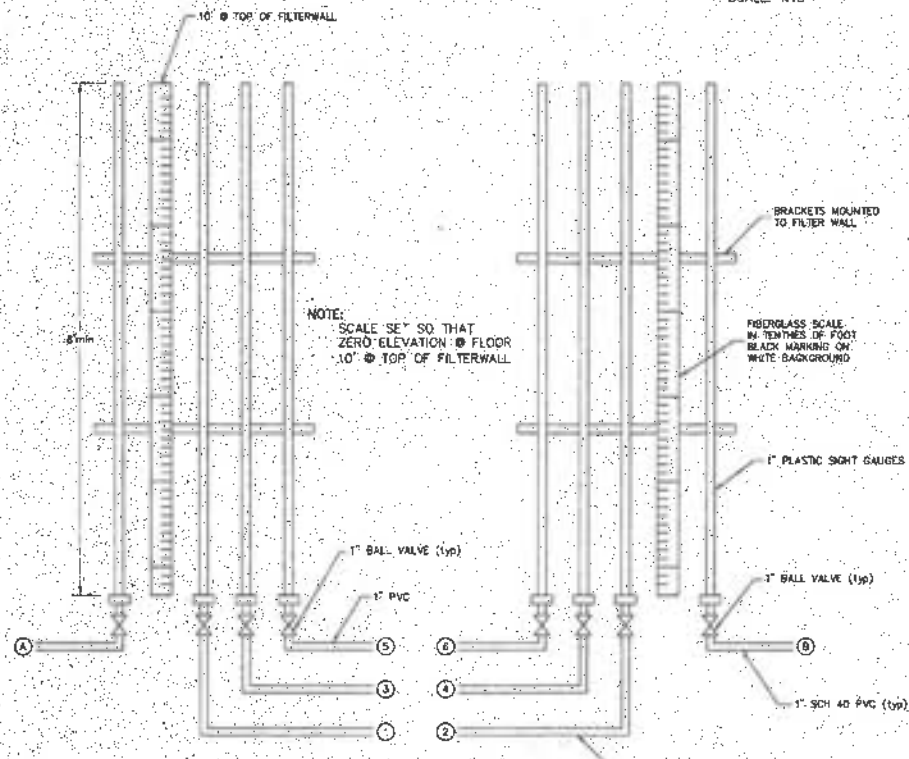 10' @ TOP OF FILTERWALL
BRACKETS MOUNTED
TO FILTER WALL
NOTE:
SCALE SET SO THAT
ZERO ELEVATION @ FLOOR
10' @ TOP OF FILTERWALL
8'min
FIBERGLASS SCALE
IN TENTHS OF FOOT
BLACK MARKING ON
WHITE BACKGROUND
1" PLASTIC SIGHT GAUGES
1" BALL VALVE (typ)
1" PVC
1" BALL VALVE (typ)
A
5
6
B
3
4
1
2
1" SCH 40 PVC (typ)